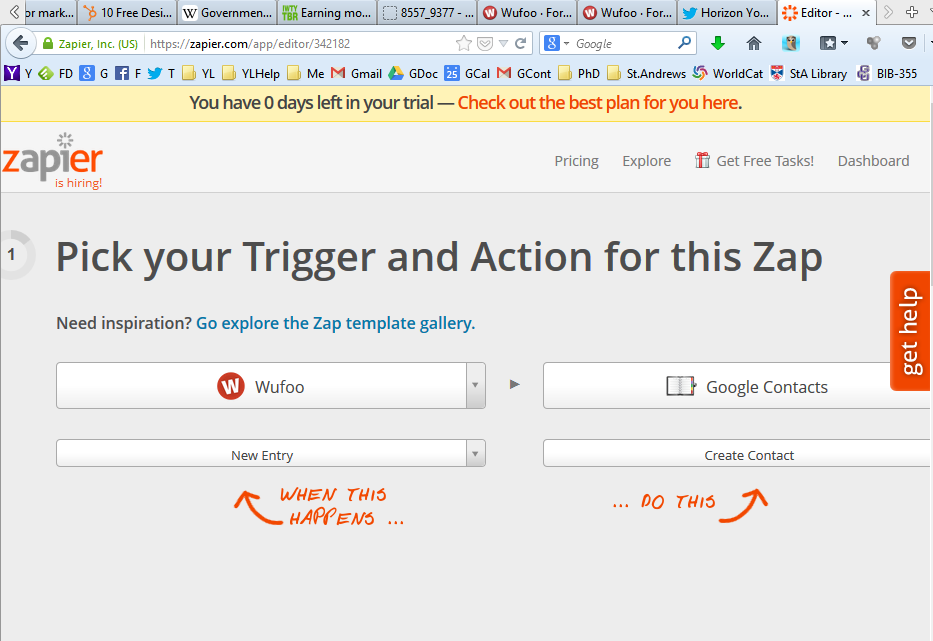 or mark...
10 Free Desi...
W Governmen...
INTY TBR Earning mo...
8557_9377 - ...
W Wufoo · For...
W Wufoo · For...
Horizon Yo...
Editor - ... x
Zapier, Inc. (US) https://zapier.com/app/editor/342182
8 Google
Y Y FD 8 G f F T YL YLHelp Me Gmail GDoc 25 GCal GCont PhD St.Andrews WorldCat StA Library BIB-355
You have 0 days left in your trial — Check out the best plan for you here.
zapier
is hiring!
Pricing Explore Get Free Tasks! Dashboard
1 Pick your Trigger and Action for this Zap
Need inspiration? Go explore the Zap template gallery.
get help
W Wufoo
Google Contacts
New Entry
Create Contact
WHEN THIS
HAPPENS ...
... DO THIS